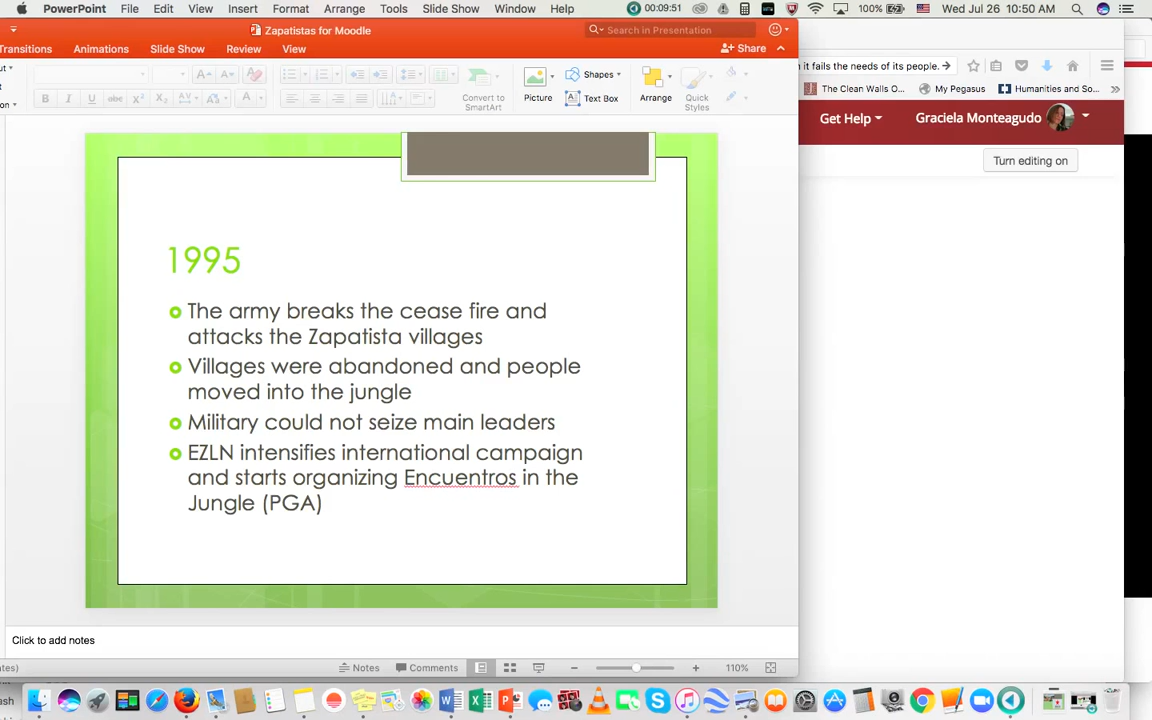 PowerPoint File Edit View Insert Format Arrange Tools Slide Show Window Help 00:09:51 100% Wed Jul 26 10:50 AM
Zapatistas for Moodle
Search in Presentation
Transitions Animations Slide Show Review View
Share
it fails the needs of its people.
The Clean Walls O... My Pegasus Humanities and So...
Shapes
Convert to
SmartArt
Picture
Text Box
Arrange
Quick
Styles
B I U abc X² X₂ A
Get Help Graciela Monteagudo
Turn editing on
1995
The army breaks the cease fire and
attacks the Zapatista villages
Villages were abandoned and people
moved into the jungle
Military could not seize main leaders
EZLN intensifies international campaign
and starts organizing Encuentros in the
Jungle (PGA)
Click to add notes
Notes Comments 110%